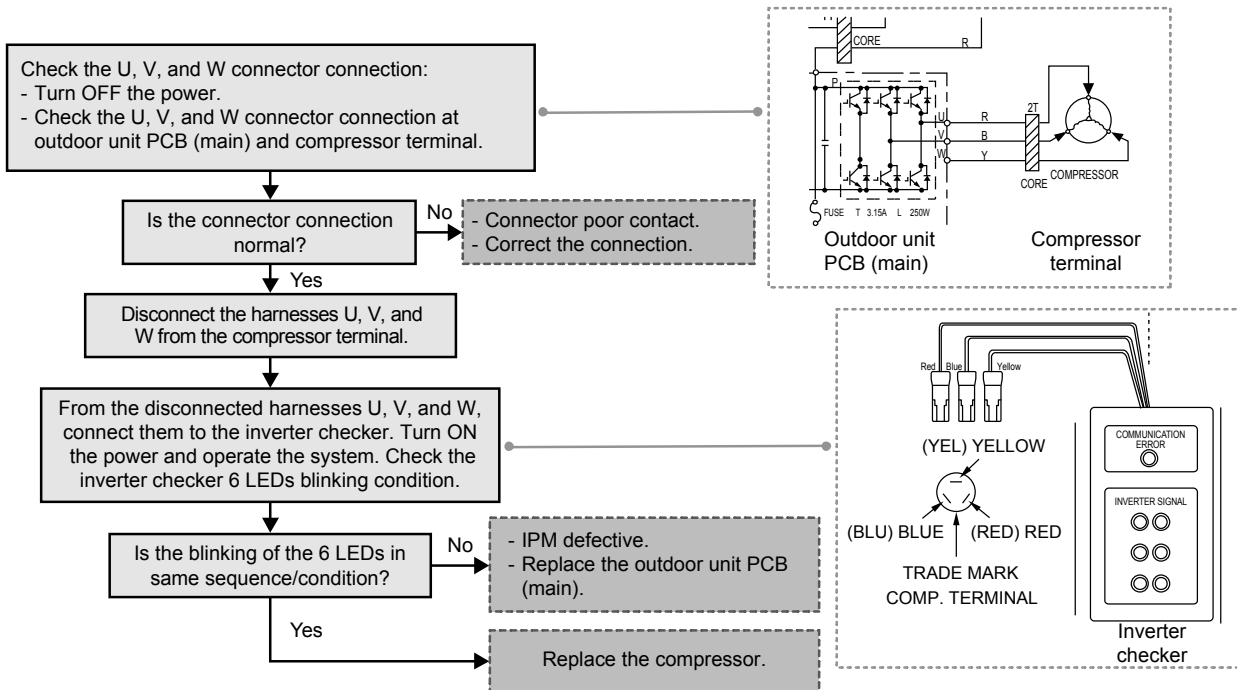 Check the U, V, and W connector connection:
- Turn OFF the power.
- Check the U, V, and W connector connection at
outdoor unit PCB (main) and compressor terminal.
Is the connector connection
normal?
No
- Connector poor contact.
- Correct the connection.
Yes
Disconnect the harnesses U, V, and
W from the compressor terminal.
From the disconnected harnesses U, V, and W,
connect them to the inverter checker. Turn ON
the power and operate the system. Check the
inverter checker 6 LEDs blinking condition.
Is the blinking of the 6 LEDs in
same sequence/condition?
No
- IPM defective.
- Replace the outdoor unit PCB
(main).
Yes
Replace the compressor.
CORE
R
P
U
R
2T
V
B
W
Y
CORE
COMPRESSOR
FUSE T 3.15A L 250W
Outdoor unit
PCB (main)
Compressor
terminal
Red
Blue
Yellow
(YEL) YELLOW
(BLU) BLUE
(RED) RED
TRADE MARK
COMP. TERMINAL
COMMUNICATION
ERROR
INVERTER SIGNAL
Inverter
checker